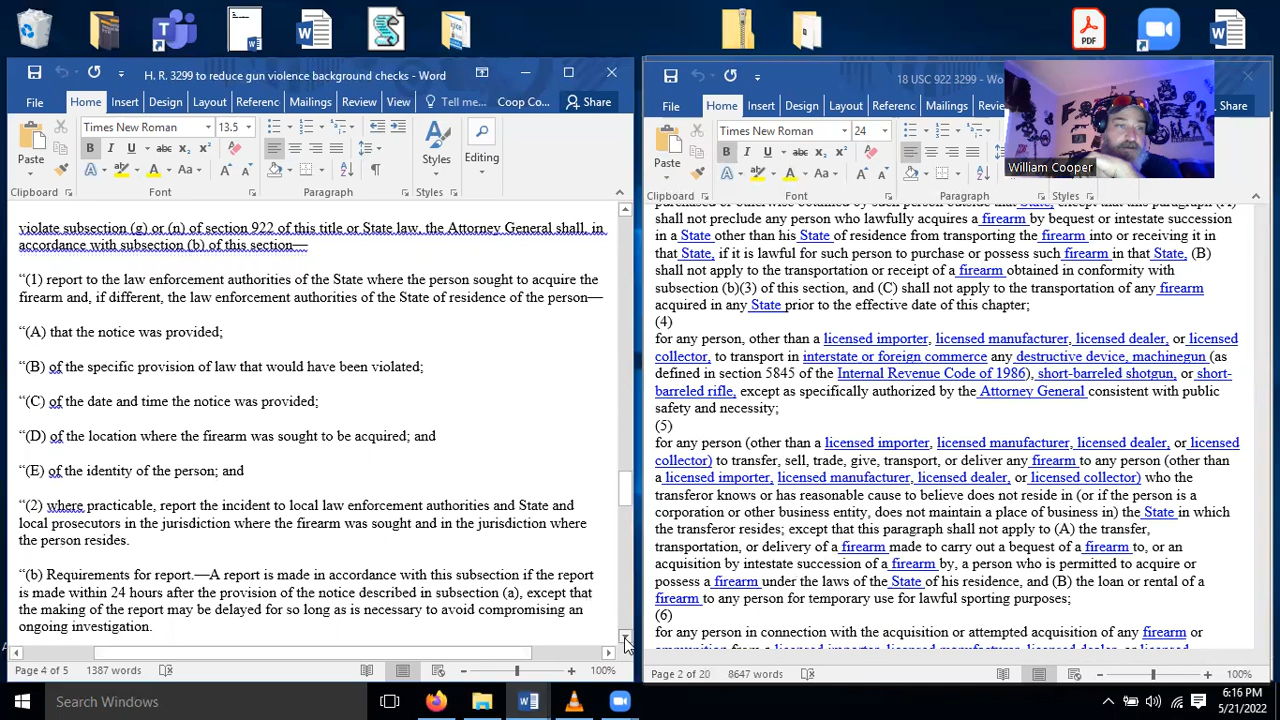 H. R. 3299 to reduce gun violence background checks - Word
File Home Insert Design Layout Referenc Mailings Review View Tell me... Coop Co... Share
Times New Roman 13.5
Paste
Styles
Editing
Clipboard Font Paragraph Styles
violate subsection (g) or (n) of section 922 of this title or State law, the Attorney General shall, in
accordance with subsection (b) of this section—
“(1) report to the law enforcement authorities of the State where the person sought to acquire the
firearm and, if different, the law enforcement authorities of the State of residence of the person—
“(A) that the notice was provided;
“(B) of the specific provision of law that would have been violated;
“(C) of the date and time the notice was provided;
“(D) of the location where the firearm was sought to be acquired; and
“(E) of the identity of the person; and
“(2) where practicable, report the incident to local law enforcement authorities and State and
local prosecutors in the jurisdiction where the firearm was sought and in the jurisdiction where
the person resides.
“(b) Requirements for report.—A report is made in accordance with this subsection if the report
is made within 24 hours after the provision of the notice described in subsection (a), except that
the making of the report may be delayed for so long as is necessary to avoid compromising an
ongoing investigation.
Page 4 of 5 1387 words 100%
18 USC 922 3299 - Wo
File Home Insert Design Layout Referenc Mailings Share
Times New Roman 24
Paste
Clipboard Font Paragraph Styles
William Cooper
purchased or otherwise obtained by such person outside that State, except that this paragraph (A)
shall not preclude any person who lawfully acquires a firearm by bequest or intestate succession
in a State other than his State of residence from transporting the firearm into or receiving it in
that State, if it is lawful for such person to purchase or possess such firearm in that State, (B)
shall not apply to the transportation or receipt of a firearm obtained in conformity with
subsection (b)(3) of this section, and (C) shall not apply to the transportation of any firearm
acquired in any State prior to the effective date of this chapter;
(4)
for any person, other than a licensed importer, licensed manufacturer, licensed dealer, or licensed
collector, to transport in interstate or foreign commerce any destructive device, machinegun (as
defined in section 5845 of the Internal Revenue Code of 1986), short-barreled shotgun, or short-
barreled rifle, except as specifically authorized by the Attorney General consistent with public
safety and necessity;
(5)
for any person (other than a licensed importer, licensed manufacturer, licensed dealer, or licensed
collector) to transfer, sell, trade, give, transport, or deliver any firearm to any person (other than
a licensed importer, licensed manufacturer, licensed dealer, or licensed collector) who the
transferor knows or has reasonable cause to believe does not reside in (or if the person is a
corporation or other business entity, does not maintain a place of business in) the State in which
the transferor resides; except that this paragraph shall not apply to (A) the transfer,
transportation, or delivery of a firearm made to carry out a bequest of a firearm to, or an
acquisition by intestate succession of a firearm by, a person who is permitted to acquire or
possess a firearm under the laws of the State of his residence, and (B) the loan or rental of a
firearm to any person for temporary use for lawful sporting purposes;
(6)
for any person in connection with the acquisition or attempted acquisition of any firearm or
ammunition from a licensed importer, licensed manufacturer, licensed dealer, or licensed
Page 2 of 20 8647 words 100%
Search Windows
6:16 PM
5/21/2022